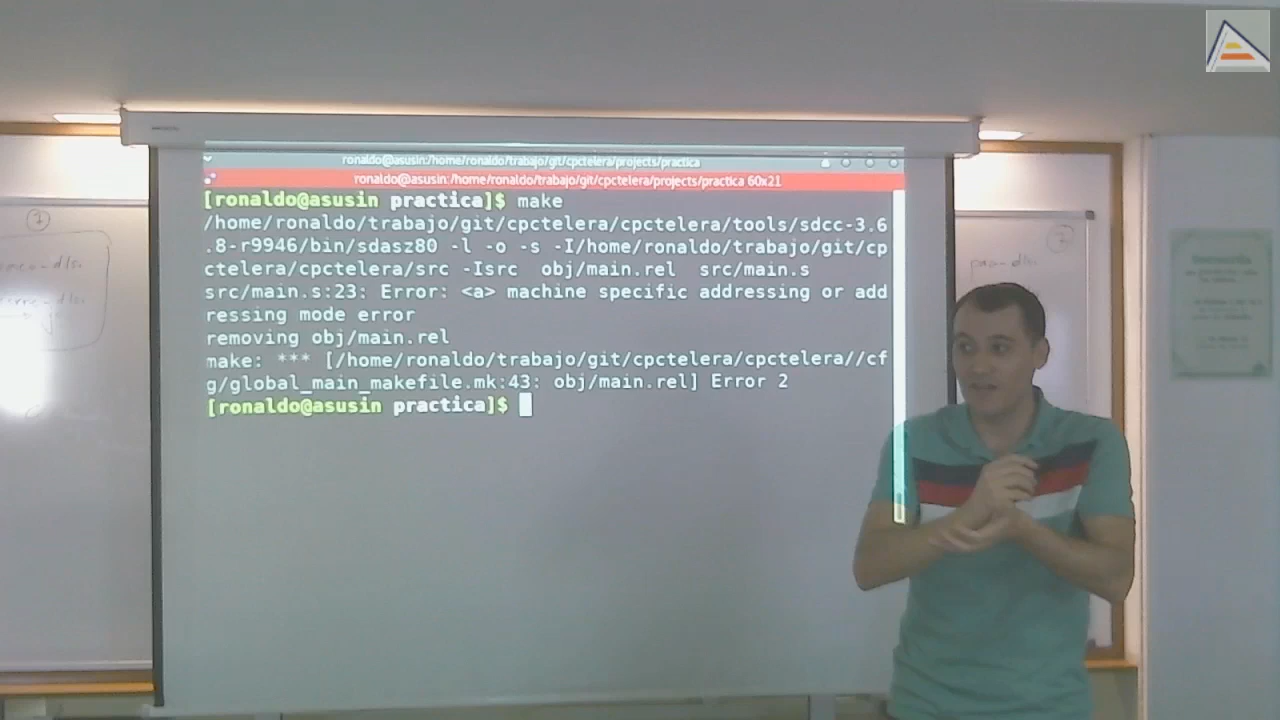 ronaldo@asusin:/home/ronaldo/trabajo/git/cpctelera/projects/practica
ronaldo@asusin:/home/ronaldo/trabajo/git/cpctelera/projects/practica 60x21
[ronaldo@asusin practica]$ make
/home/ronaldo/trabajo/git/cpctelera/cpctelera/tools/sdcc-3.6
.8-r9946/bin/sdasz80 -l -o -s -I/home/ronaldo/trabajo/git/cp
ctelera/cpctelera/src -Isrc  obj/main.rel  src/main.s
src/main.s:23: Error: <a> machine specific addressing or add
ressing mode error
removing obj/main.rel
make: *** [/home/ronaldo/trabajo/git/cpctelera/cpctelera//cf
g/global_main_makefile.mk:43: obj/main.rel] Error 2
[ronaldo@asusin practica]$
1
2